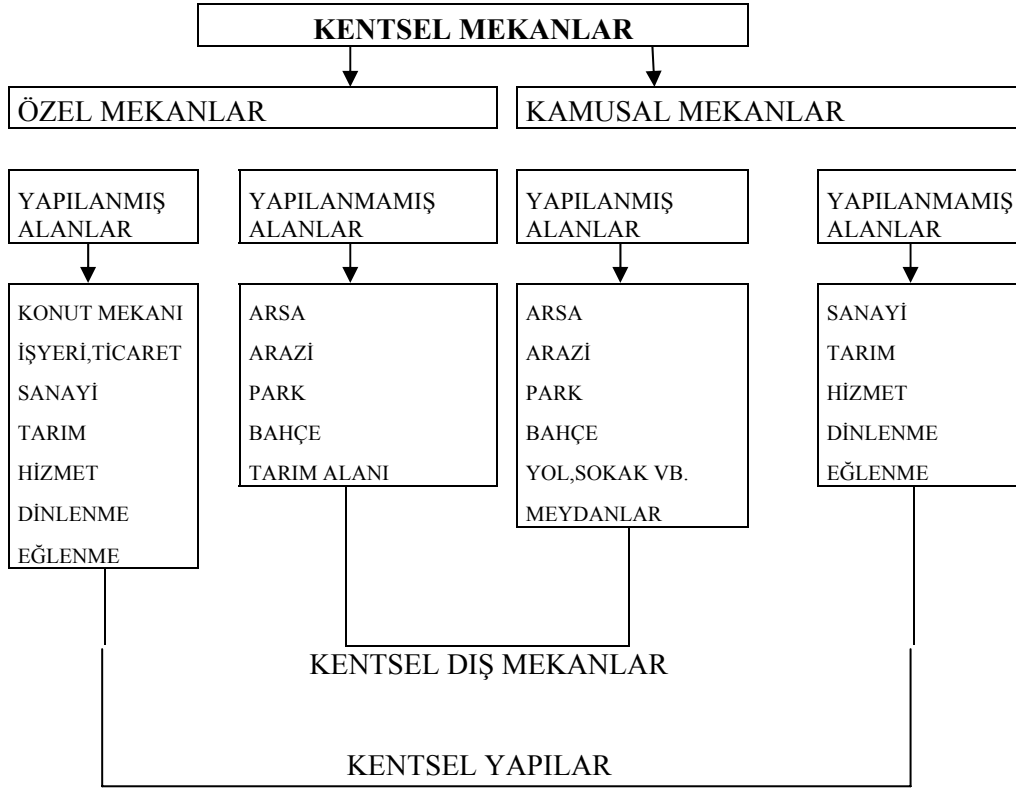 KENTSEL MEKANLAR
ÖZEL MEKANLAR
KAMUSAL MEKANLAR
YAPILANMIŞ
ALANLAR
YAPILANMAMIŞ
ALANLAR
YAPILANMIŞ
ALANLAR
YAPILANMAMIŞ
ALANLAR
KONUT MEKANI
İŞYERİ,TİCARET
SANAYİ
TARIM
HİZMET
DİNLENME
EĞLENME
ARSA
ARAZİ
PARK
BAHÇE
TARIM ALANI
ARSA
ARAZİ
PARK
BAHÇE
YOL,SOKAK VB.
MEYDANLAR
SANAYİ
TARIM
HİZMET
DİNLENME
EĞLENME
KENTSEL DIŞ MEKANLAR
KENTSEL YAPILAR